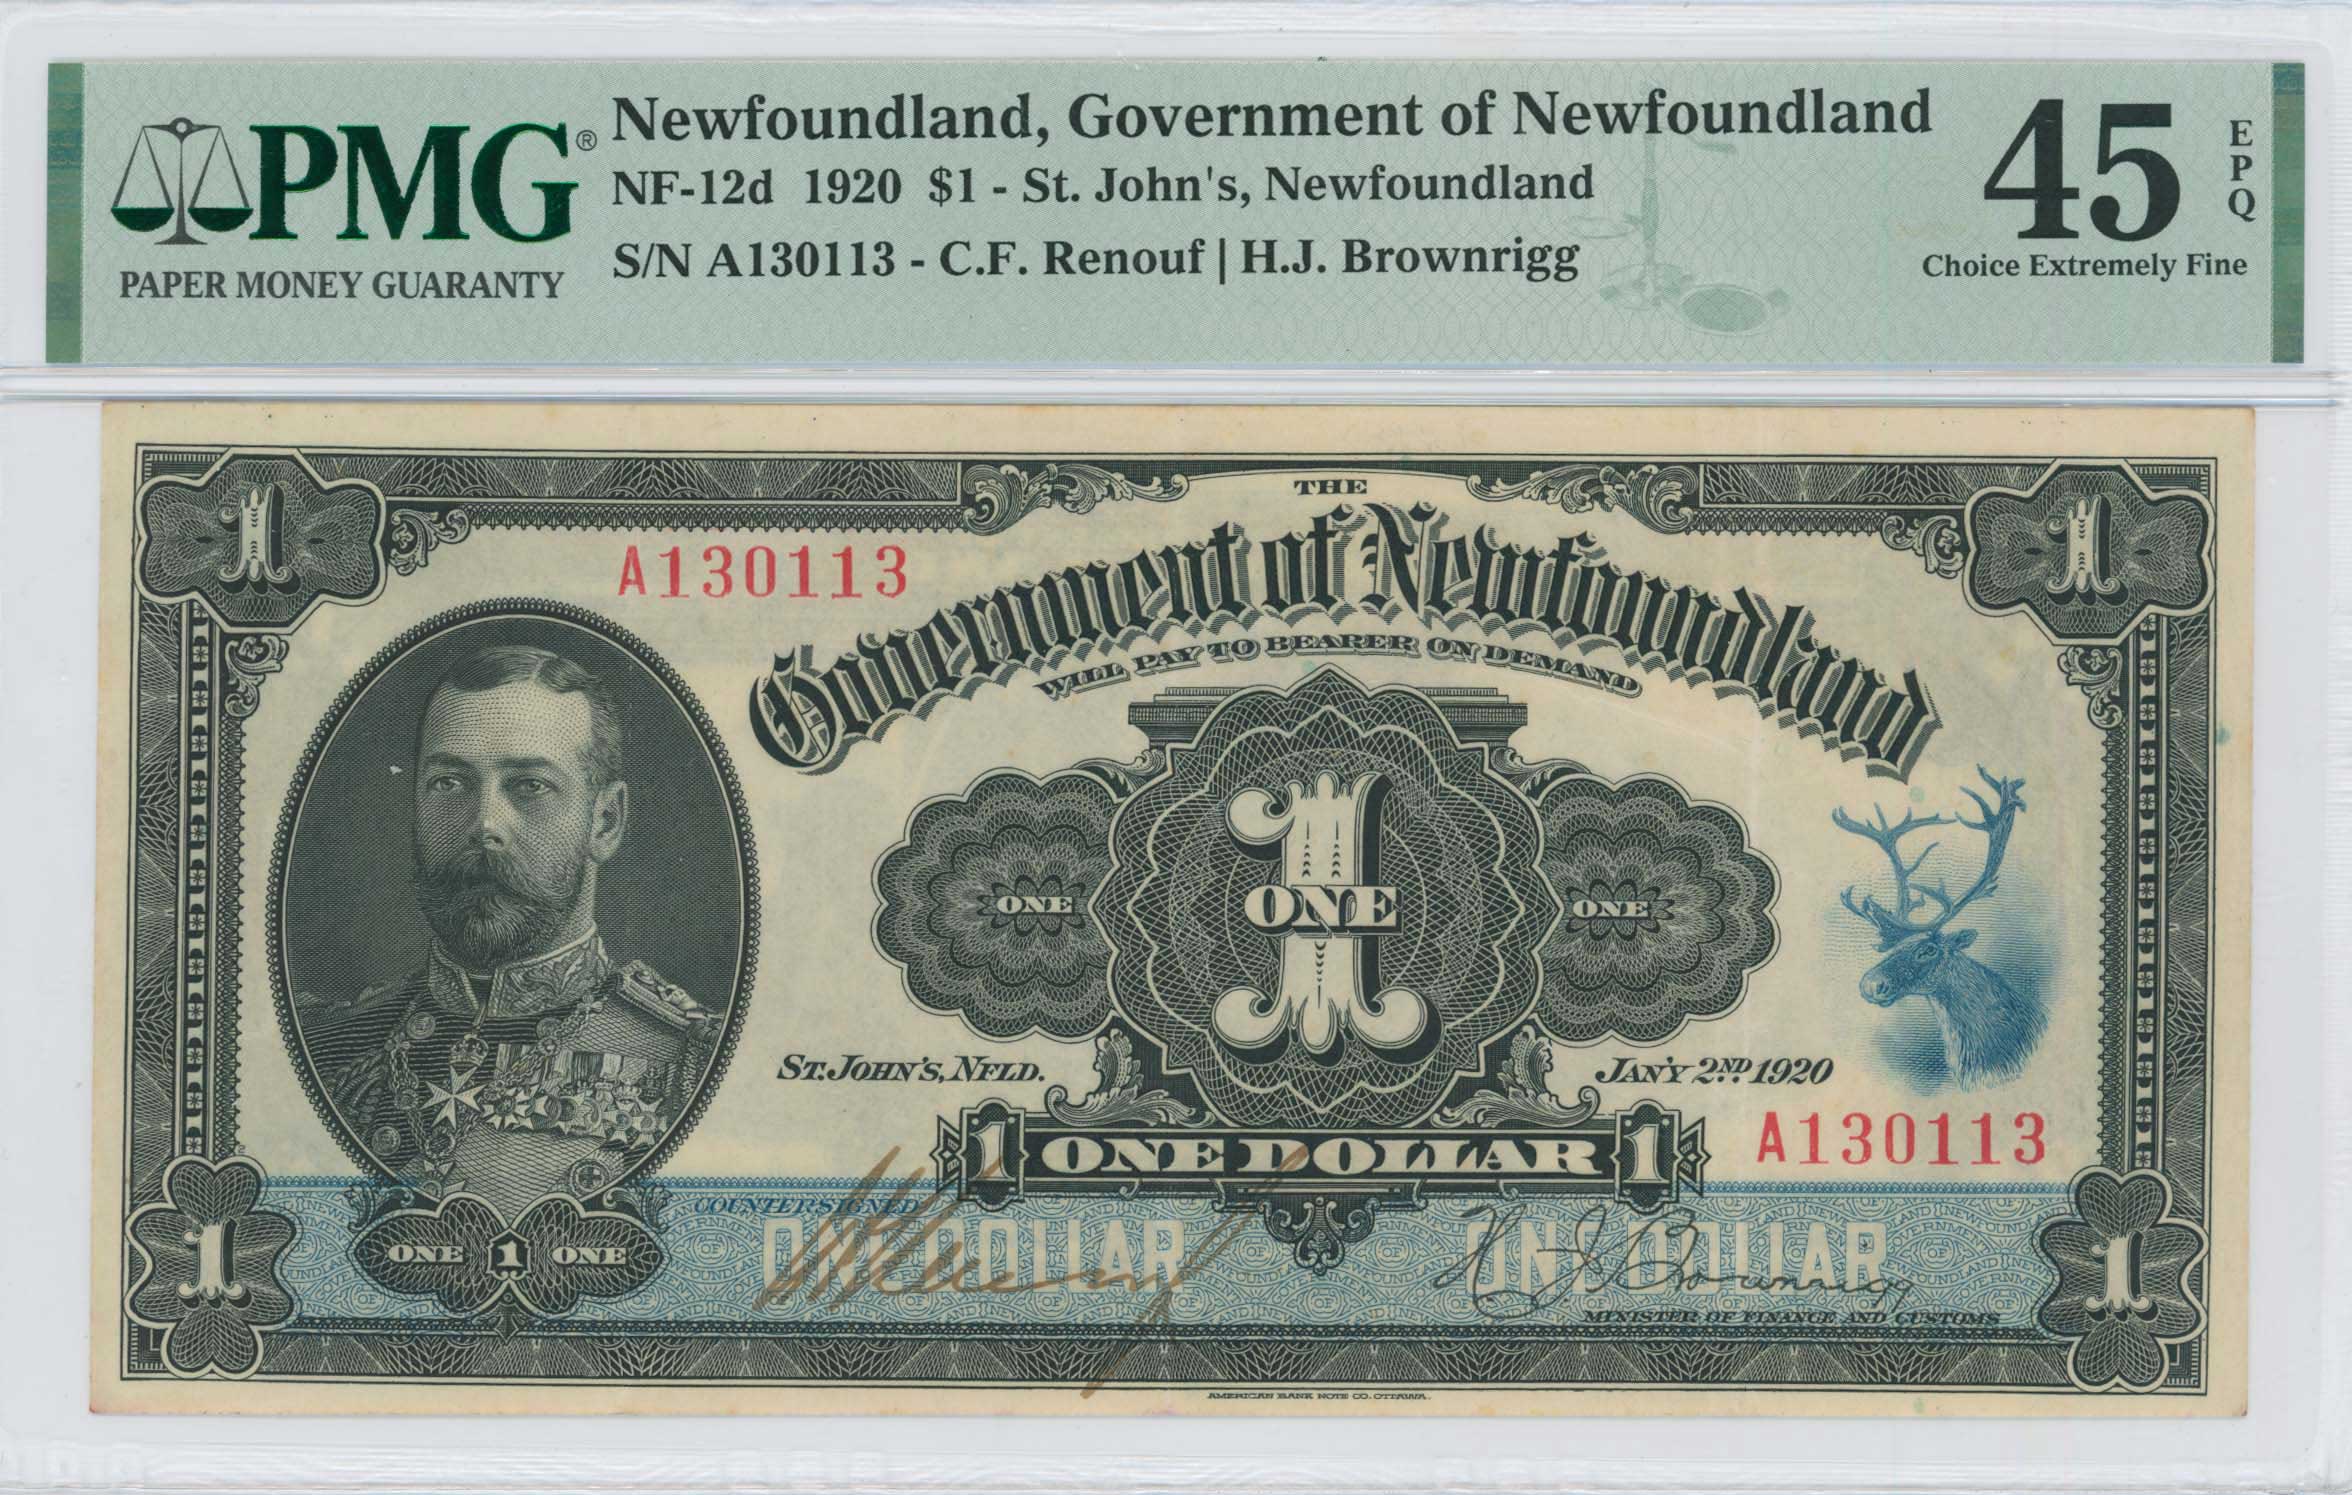 PMG®
PAPER MONEY GUARANTY
Newfoundland, Government of Newfoundland
NF-12d 1920 $1 - St. John's, Newfoundland
S/N A130113 - C.F. Renouf | H.J. Brownrigg
45
EPQ
Choice Extremely Fine
1
THE
1
A130113
Government of Newfoundland
WILL PAY TO BEARER ON DEMAND
ONE
1
ONE
ONE
ST. JOHN'S, NFLD.
JAN'Y 2ND. 1920
1 ONE DOLLAR 1
A130113
COUNTERSIGNED
ONE DOLLAR
ONE DOLLAR
H J Brownrigg
1
ONE 1 ONE
1
MINISTER OF FINANCE AND CUSTOMS
AMERICAN BANK NOTE CO. OTTAWA.